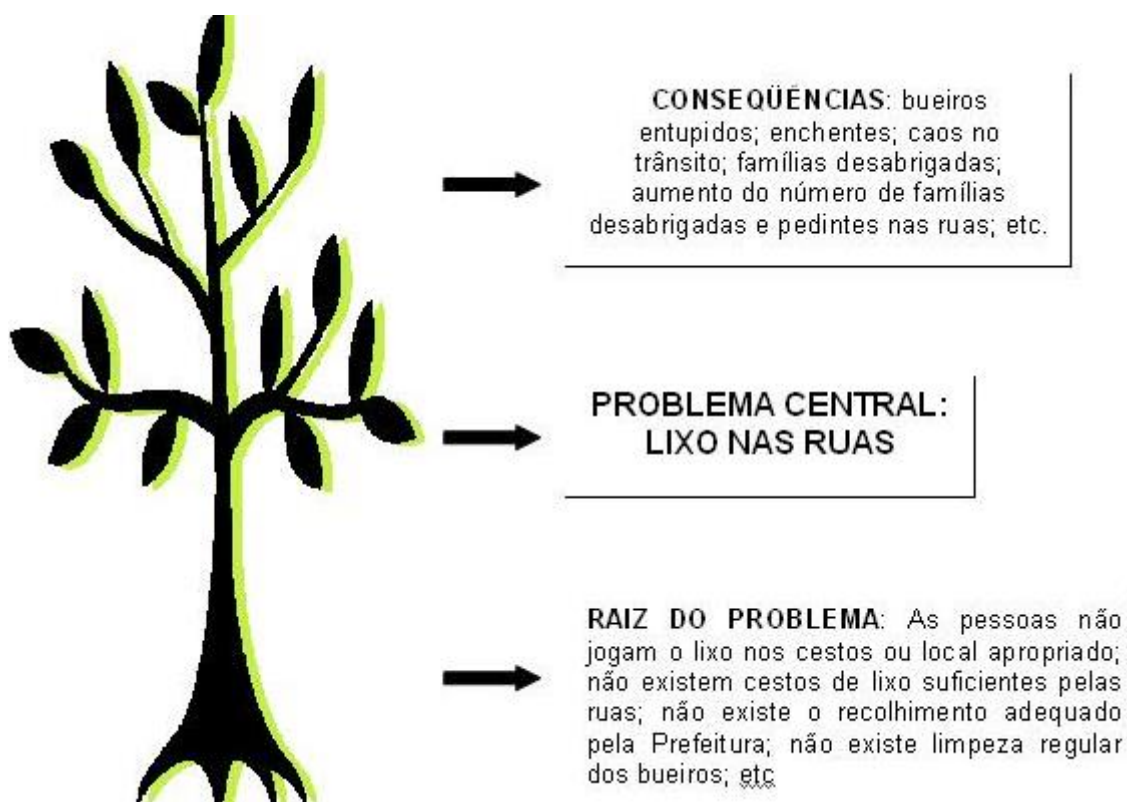 CONSEQÜÊNCIAS: bueiros
entupidos; enchentes; caos no
trânsito; famílias desabrigadas;
aumento do número de famílias
desabrigadas e pedintes nas ruas; etc.
PROBLEMA CENTRAL:
LIXO NAS RUAS
RAIZ DO PROBLEMA: As pessoas não
jogam o lixo nos cestos ou local apropriado;
não existem cestos de lixo suficientes pelas
ruas; não existe o recolhimento adequado
pela Prefeitura; não existe limpeza regular
dos bueiros; etc